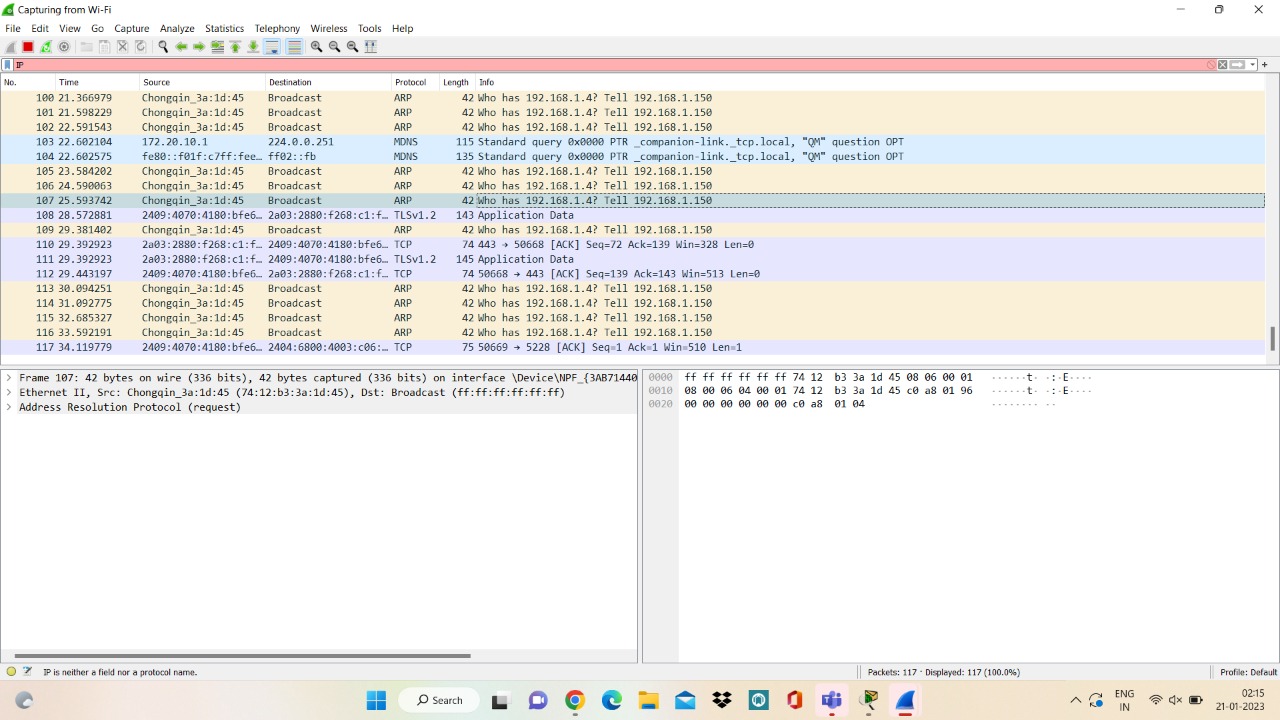 Capturing from Wi-Fi
File Edit View Go Capture Analyze Statistics Telephony Wireless Tools Help
IP
No. Time Source Destination Protocol Length Info
100 21.366979 Chongqin_3a:1d:45 Broadcast ARP 42 Who has 192.168.1.4? Tell 192.168.1.150
101 21.598229 Chongqin_3a:1d:45 Broadcast ARP 42 Who has 192.168.1.4? Tell 192.168.1.150
102 22.591543 Chongqin_3a:1d:45 Broadcast ARP 42 Who has 192.168.1.4? Tell 192.168.1.150
103 22.602104 172.20.10.1 224.0.0.251 MDNS 115 Standard query 0x0000 PTR _companion-link._tcp.local, "QM" question OPT
104 22.602575 fe80::f01f:c7ff:fee… ff02::fb MDNS 135 Standard query 0x0000 PTR _companion-link._tcp.local, "QM" question OPT
105 23.584202 Chongqin_3a:1d:45 Broadcast ARP 42 Who has 192.168.1.4? Tell 192.168.1.150
106 24.590063 Chongqin_3a:1d:45 Broadcast ARP 42 Who has 192.168.1.4? Tell 192.168.1.150
107 25.593742 Chongqin_3a:1d:45 Broadcast ARP 42 Who has 192.168.1.4? Tell 192.168.1.150
108 28.572881 2409:4070:4180:bfe6… 2a03:2880:f268:c1:f… TLSv1.2 143 Application Data
109 29.381402 Chongqin_3a:1d:45 Broadcast ARP 42 Who has 192.168.1.4? Tell 192.168.1.150
110 29.392923 2a03:2880:f268:c1:f… 2409:4070:4180:bfe6… TCP 74 443 → 50668 [ACK] Seq=72 Ack=139 Win=328 Len=0
111 29.392923 2a03:2880:f268:c1:f… 2409:4070:4180:bfe6… TLSv1.2 145 Application Data
112 29.443197 2409:4070:4180:bfe6… 2a03:2880:f268:c1:f… TCP 74 50668 → 443 [ACK] Seq=139 Ack=143 Win=513 Len=0
113 30.094251 Chongqin_3a:1d:45 Broadcast ARP 42 Who has 192.168.1.4? Tell 192.168.1.150
114 31.092775 Chongqin_3a:1d:45 Broadcast ARP 42 Who has 192.168.1.4? Tell 192.168.1.150
115 32.685327 Chongqin_3a:1d:45 Broadcast ARP 42 Who has 192.168.1.4? Tell 192.168.1.150
116 33.592191 Chongqin_3a:1d:45 Broadcast ARP 42 Who has 192.168.1.4? Tell 192.168.1.150
117 34.119779 2409:4070:4180:bfe6… 2404:6800:4003:c06:… TCP 75 50669 → 5228 [ACK] Seq=1 Ack=1 Win=510 Len=1
Frame 107: 42 bytes on wire (336 bits), 42 bytes captured (336 bits) on interface \Device\NPF_{3AB71440
Ethernet II, Src: Chongqin_3a:1d:45 (74:12:b3:3a:1d:45), Dst: Broadcast (ff:ff:ff:ff:ff:ff)
Address Resolution Protocol (request)
0000 ff ff ff ff ff ff 74 12 b3 3a 1d 45 08 06 00 01 ······t· ·:·E····
0010 08 00 06 04 00 01 74 12 b3 3a 1d 45 c0 a8 01 96 ······t· ·:·E····
0020 00 00 00 00 00 00 c0 a8 01 04 ········ ··
IP is neither a field nor a protocol name.
Packets: 117 · Displayed: 117 (100.0%)
Profile: Default
Search
ENG
IN
02:15
21-01-2023